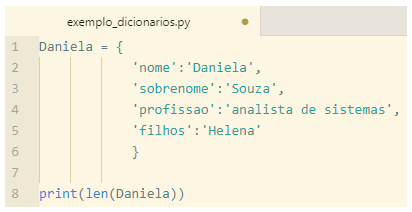 exemplo_dicionarios.py
1 Daniela = {
2 'nome':'Daniela',
3 'sobrenome':'Souza',
4 'profissao':'analista de sistemas',
5 'filhos':'Helena'
6 }
7
8 print(len(Daniela))